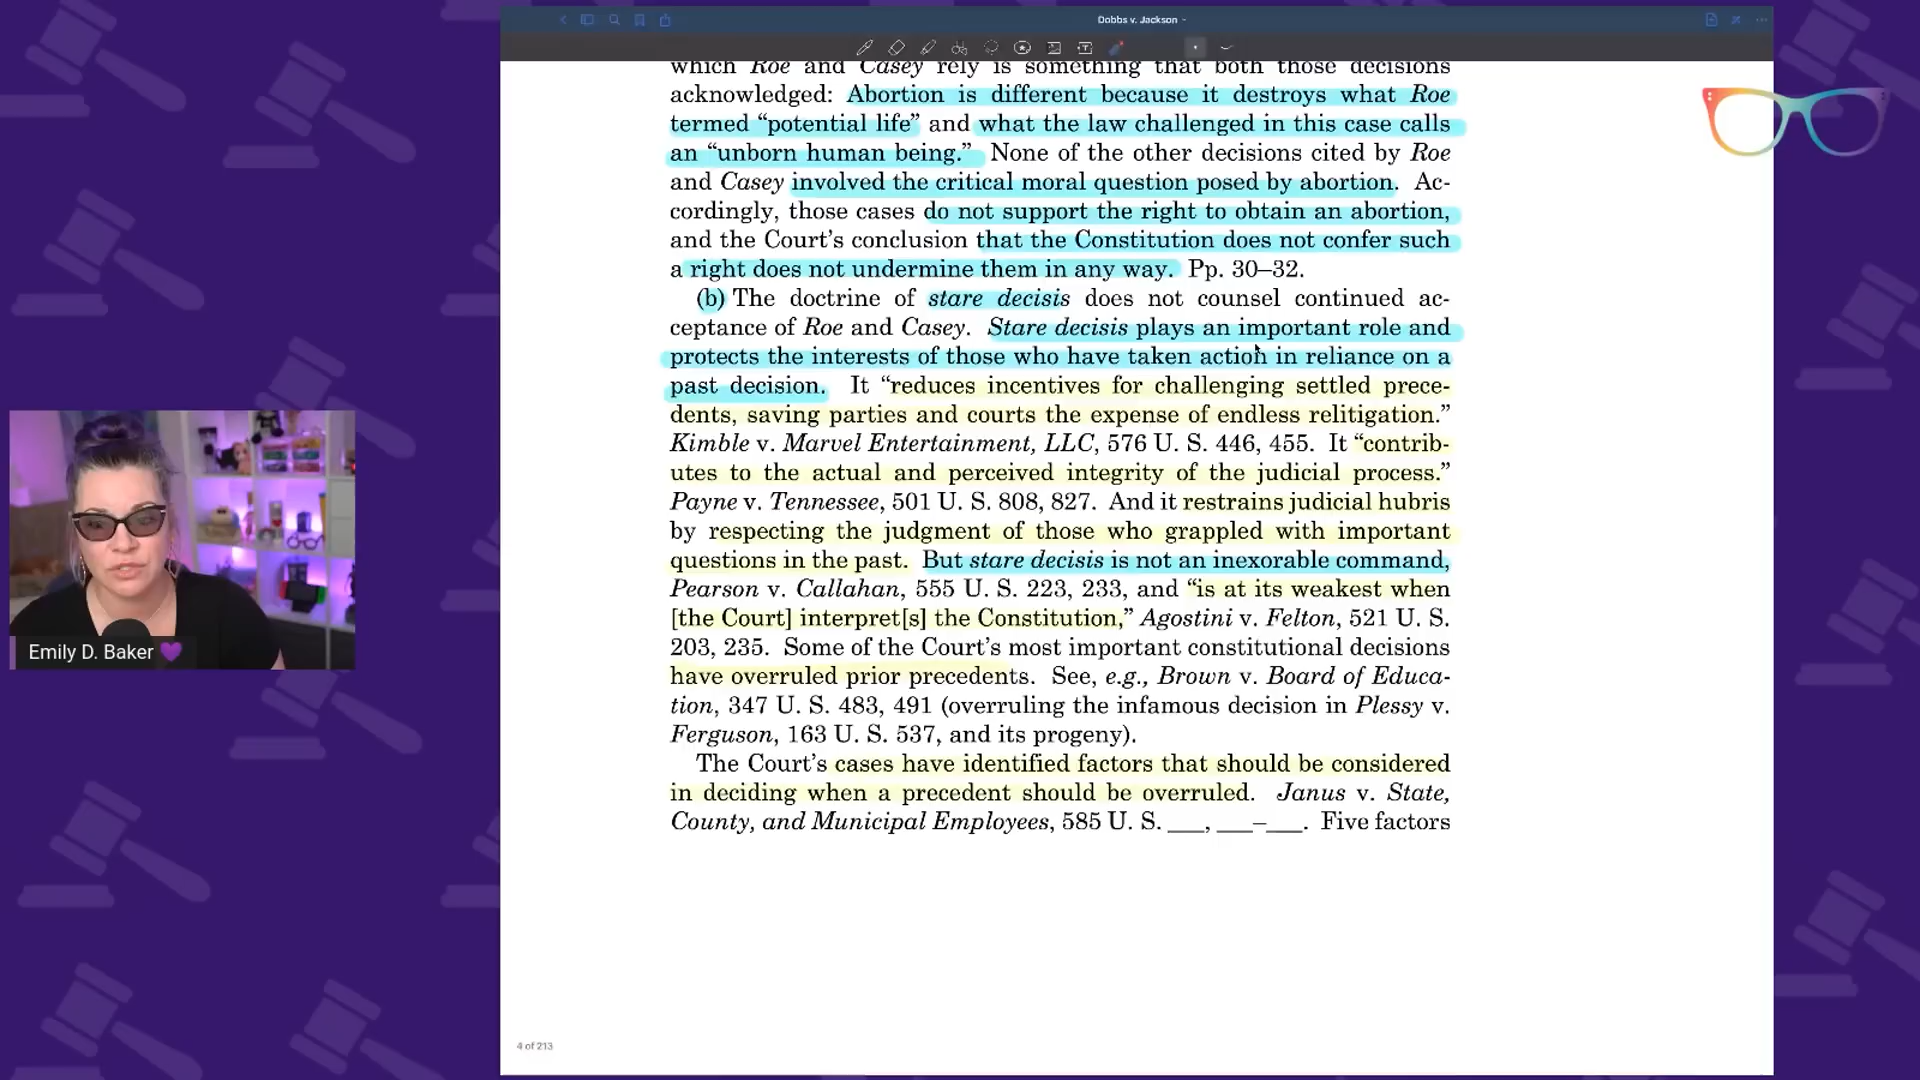 Dobbs v. Jackson
which Roe and Casey rely is something that both those decisions
acknowledged: Abortion is different because it destroys what Roe
termed “potential life” and what the law challenged in this case calls
an “unborn human being.” None of the other decisions cited by Roe
and Casey involved the critical moral question posed by abortion. Ac-
cordingly, those cases do not support the right to obtain an abortion,
and the Court’s conclusion that the Constitution does not confer such
a right does not undermine them in any way. Pp. 30–32.
(b) The doctrine of stare decisis does not counsel continued ac-
ceptance of Roe and Casey. Stare decisis plays an important role and
protects the interests of those who have taken action in reliance on a
past decision. It “reduces incentives for challenging settled prece-
dents, saving parties and courts the expense of endless relitigation.”
Kimble v. Marvel Entertainment, LLC, 576 U. S. 446, 455. It “contrib-
utes to the actual and perceived integrity of the judicial process.”
Payne v. Tennessee, 501 U. S. 808, 827. And it restrains judicial hubris
by respecting the judgment of those who grappled with important
questions in the past. But stare decisis is not an inexorable command,
Pearson v. Callahan, 555 U. S. 223, 233, and “is at its weakest when
[the Court] interpret[s] the Constitution,” Agostini v. Felton, 521 U. S.
203, 235. Some of the Court’s most important constitutional decisions
have overruled prior precedents. See, e.g., Brown v. Board of Educa-
tion, 347 U. S. 483, 491 (overruling the infamous decision in Plessy v.
Ferguson, 163 U. S. 537, and its progeny).
The Court’s cases have identified factors that should be considered
in deciding when a precedent should be overruled. Janus v. State,
County, and Municipal Employees, 585 U. S. ___, ___–___. Five factors
4 of 213
Emily D. Baker 💜